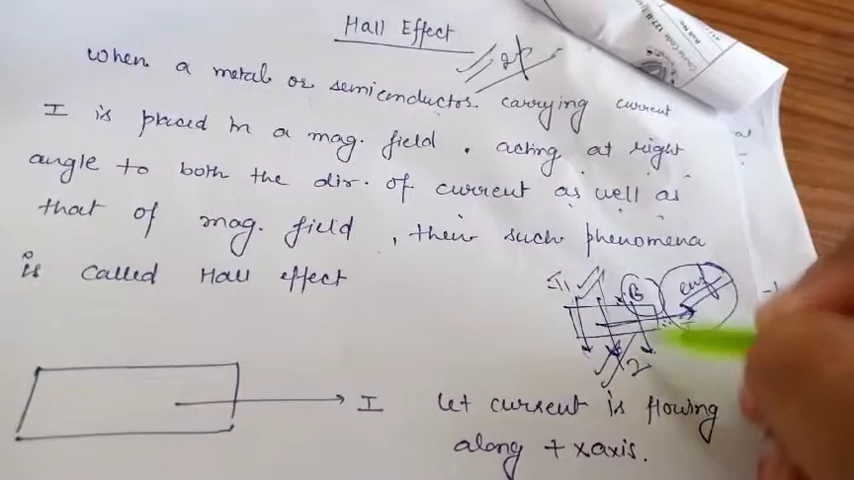 Hall Effect
when a metal or semiconductor carrying current
I is placed in a mag. field . acting at right
angle to both the dir. of current as well as
that of mag. field , then such phenomena
is called Hall effect
B
I
Let current is flowing
along + x axis.